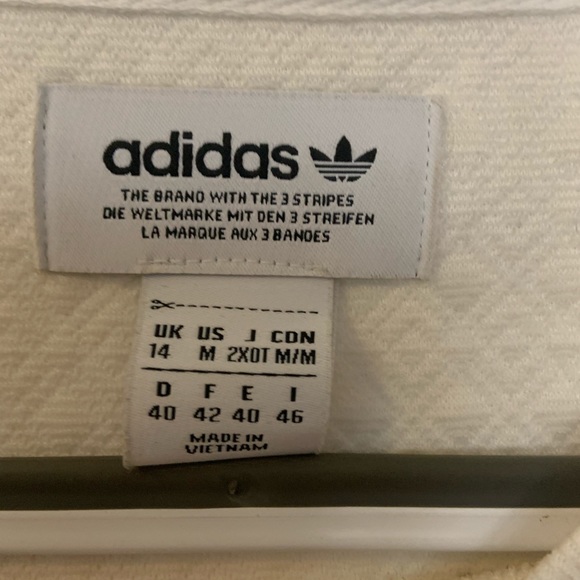 adidas
THE BRAND WITH THE 3 STRIPES
DIE WELTMARKE MIT DEN 3 STREIFEN
LA MARQUE AUX 3 BANDES
UK US J CDN
14 M 2XOT M/M
D F E I
40 42 40 46
MADE IN
VIETNAM